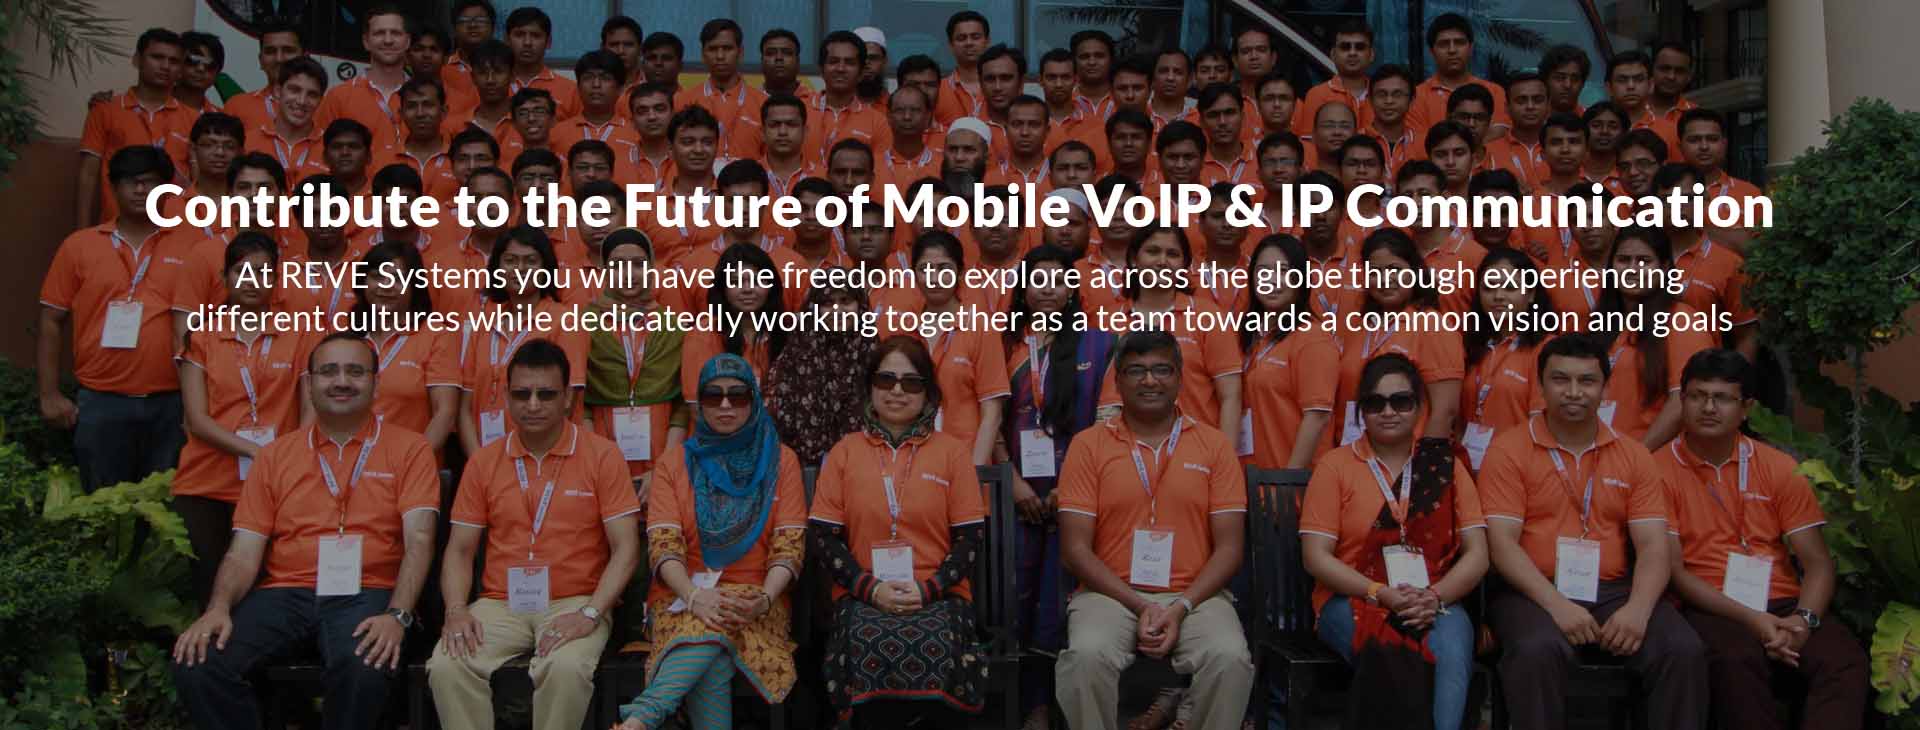 Contribute to the Future of Mobile VoIP & IP Communication
At REVE Systems you will have the freedom to explore across the globe through experiencing
different cultures while dedicatedly working together as a team towards a common vision and goals